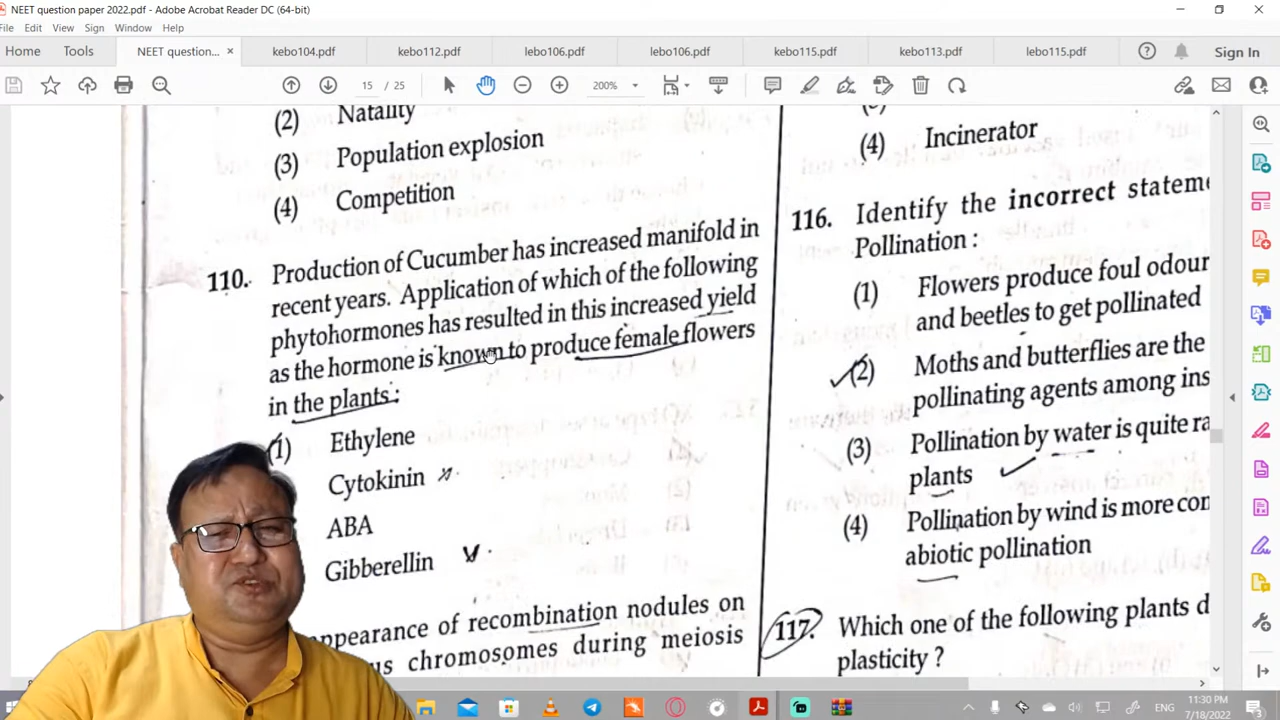 NEET question paper 2022.pdf - Adobe Acrobat Reader DC (64-bit)
File Edit View Sign Window Help
Home Tools NEET question... × kebo104.pdf kebo112.pdf lebo106.pdf lebo106.pdf kebo115.pdf kebo113.pdf lebo115.pdf Sign In
15 / 25 200%
(2) Natality
(3) Population explosion
(4) Competition
110. Production of Cucumber has increased manifold in
recent years. Application of which of the following
phytohormones has resulted in this increased yield
as the hormone is known to produce female flowers
in the plants :
(1) Ethylene
Cytokinin
ABA
Gibberellin
appearance of recombination nodules on
chromosomes during meiosis
(4) Incinerator
116. Identify the incorrect stateme
Pollination :
(1) Flowers produce foul odour
and beetles to get pollinated
(2) Moths and butterflies are the
pollinating agents among ins
(3) Pollination by water is quite ra
plants
(4) Pollination by wind is more con
abiotic pollination
117. Which one of the following plants d
plasticity ?
ENG 11:30 PM
7/18/2022